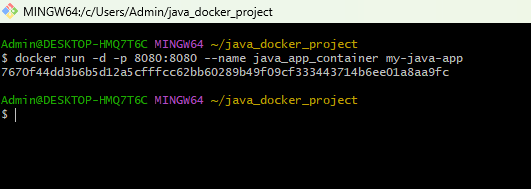 MINGW64:/c/Users/Admin/java_docker_project
Admin@DESKTOP-HMQ7T6C MINGW64 ~/java_docker_project
$ docker run -d -p 8080:8080 --name java_app_container my-java-app
7670f44dd3b6b5d12a5cfffcc62bb60289b49f09cf333443714b6ee01a8aa9fc
Admin@DESKTOP-HMQ7T6C MINGW64 ~/java_docker_project
$